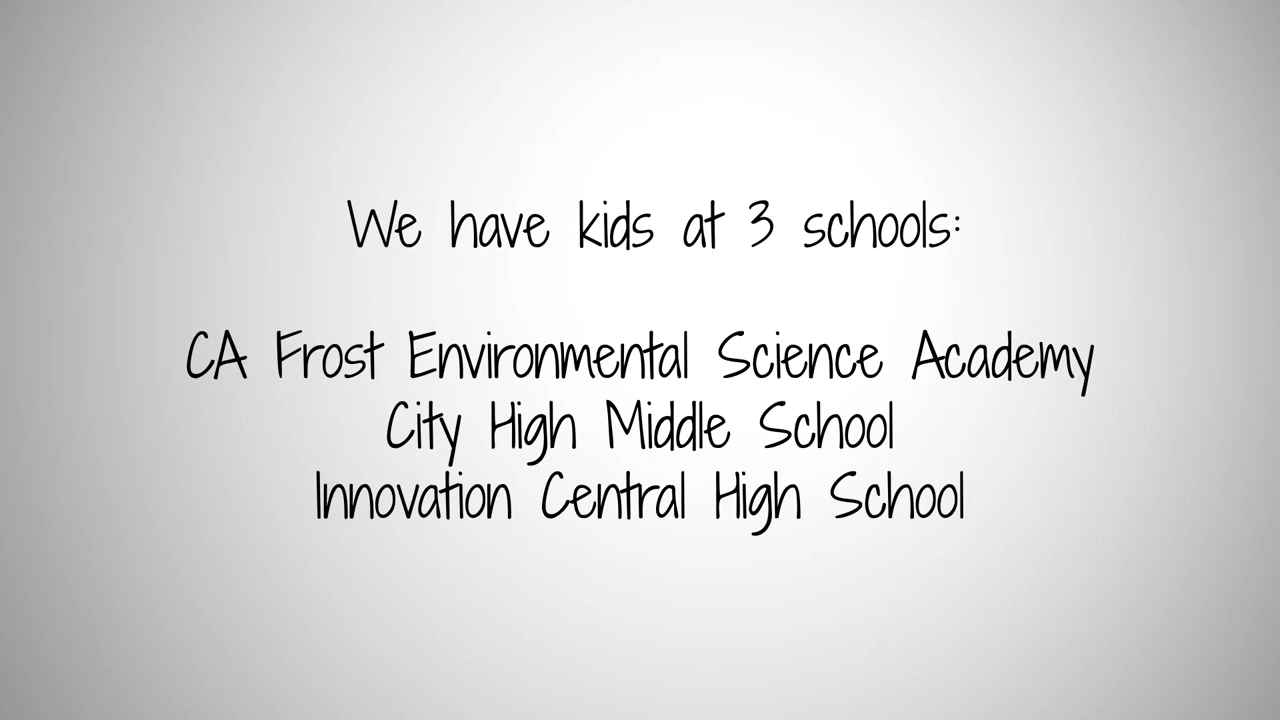 We have kids at 3 schools:
CA Frost Environmental Science Academy
City High Middle School
Innovation Central High School